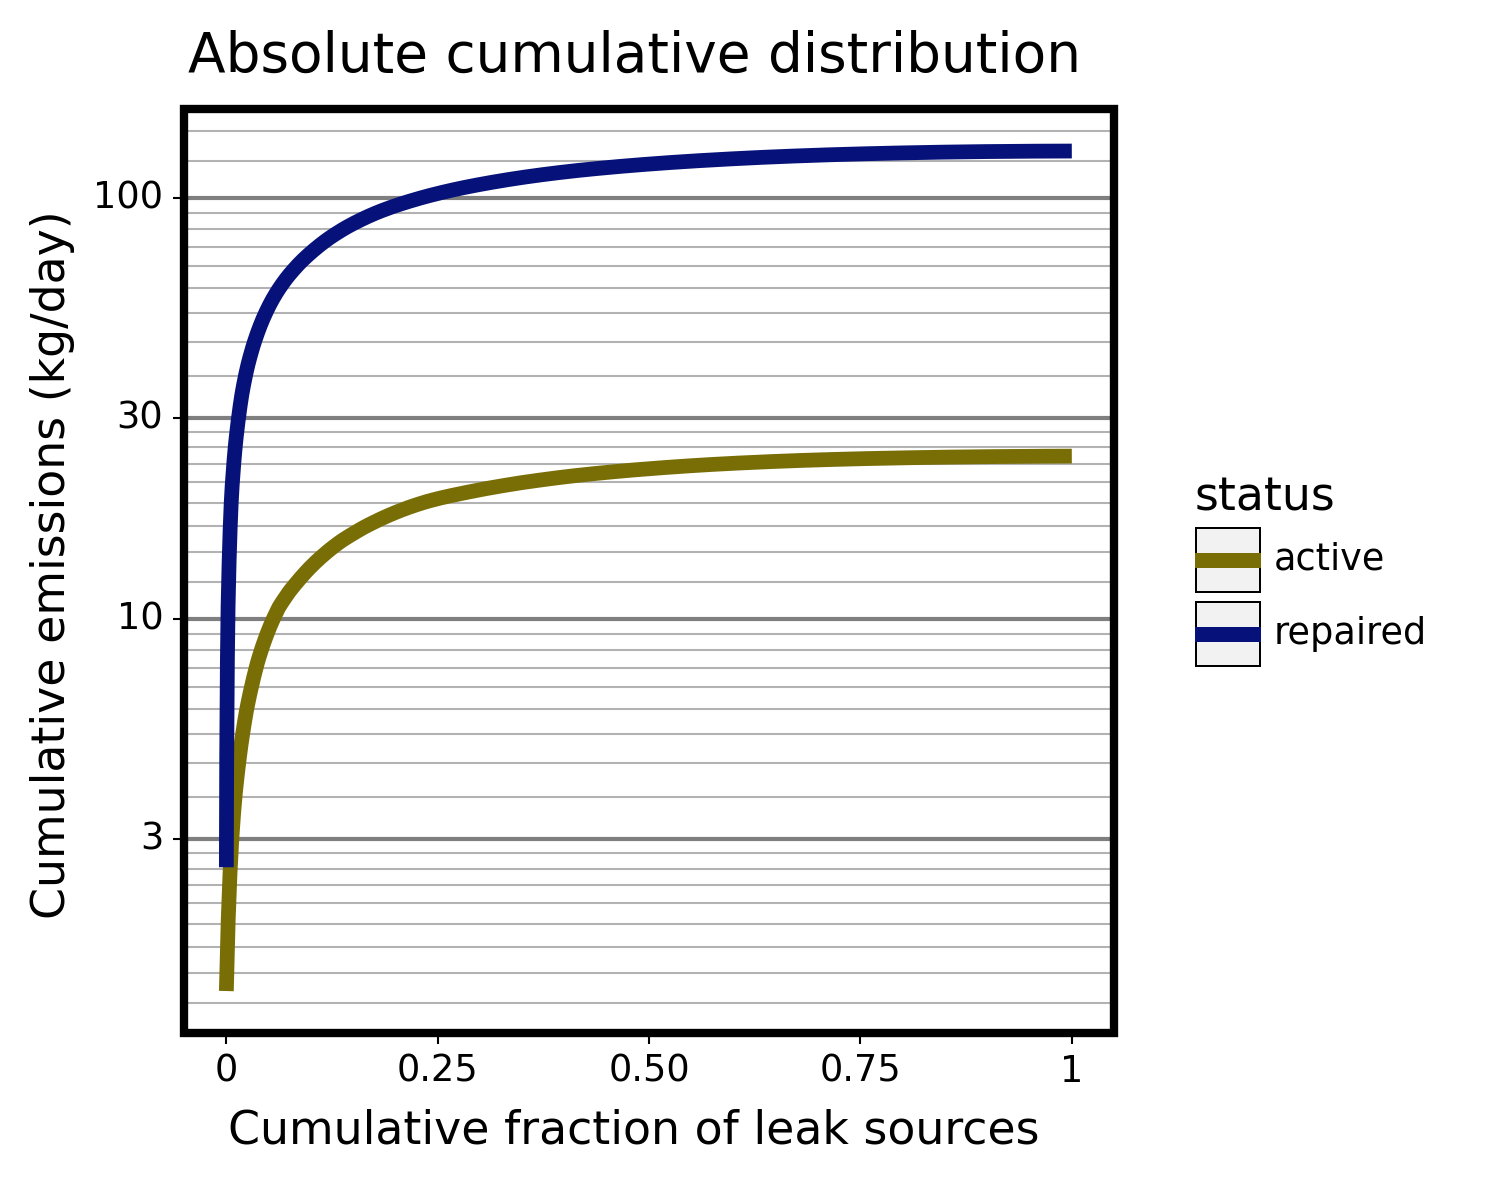 Absolute cumulative distribution
Cumulative emissions (kg/day)
100
30
10
3
0
0.25
0.50
0.75
1
Cumulative fraction of leak sources
status
active
repaired